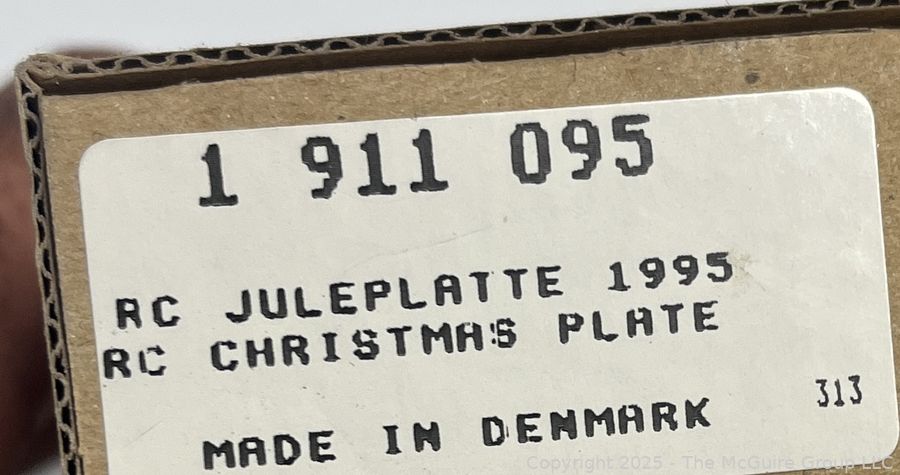 1 911 095
RC JULEPLATTE 1995
RC CHRISTMAS PLATE
313
MADE IN DENMARK
Copyright 2025 - The McGuire Group LLC